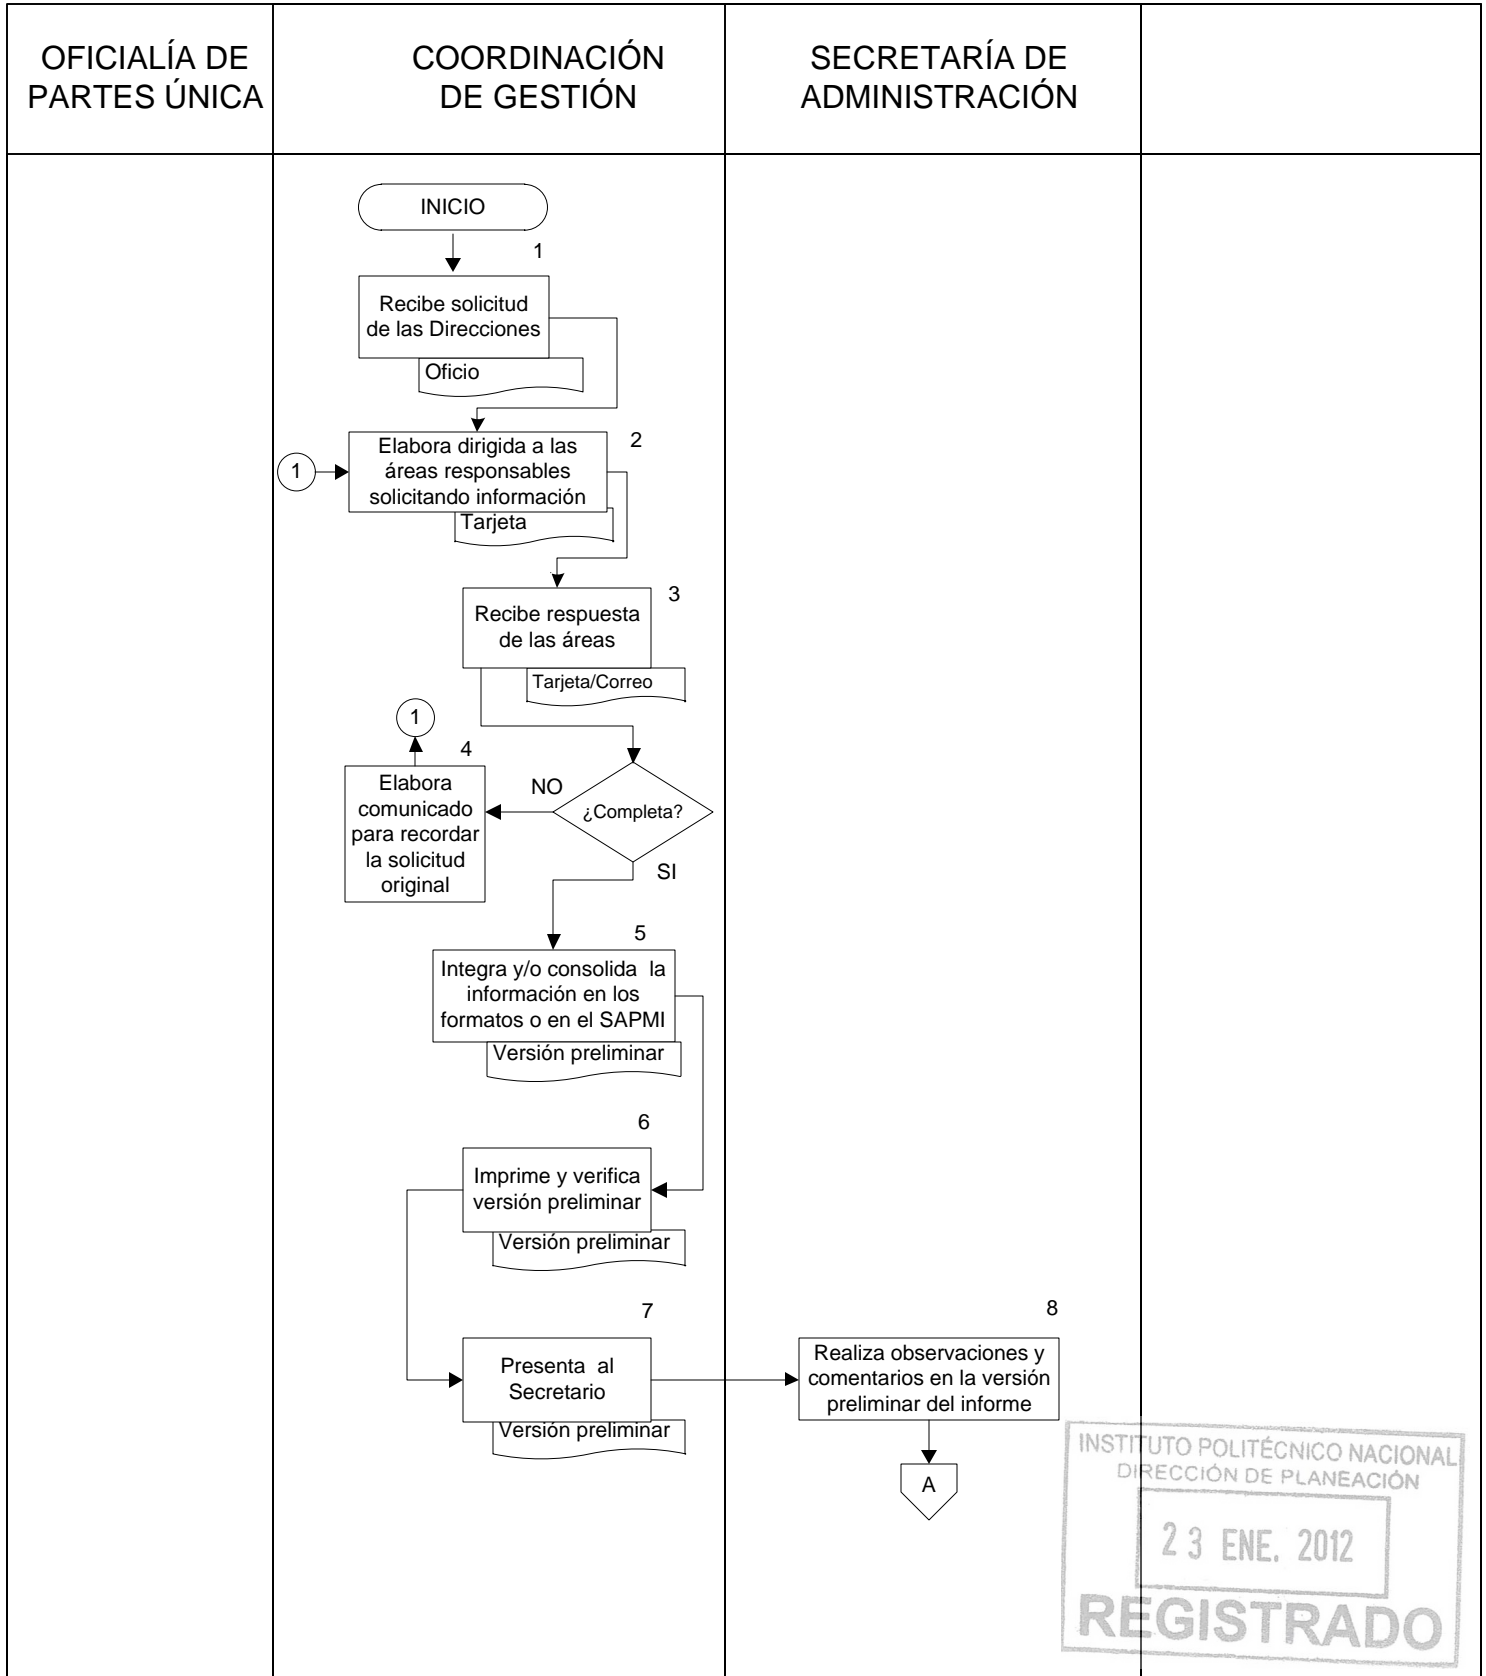 OFICIALÍA DE
PARTES ÚNICA
COORDINACIÓN
DE GESTIÓN
SECRETARÍA DE
ADMINISTRACIÓN
INICIO
1
Recibe solicitud
de las Direcciones
Oficio
2
1
Elabora dirigida a las
áreas responsables
solicitando información
Tarjeta
3
Recibe respuesta
de las áreas
Tarjeta/Correo
1
4
Elabora
comunicado
para recordar
la solicitud
original
NO
¿Completa?
SI
5
Integra y/o consolida la
información en los
formatos o en el SAPMI
Versión preliminar
6
Imprime y verifica
versión preliminar
Versión preliminar
7
Presenta al
Secretario
Versión preliminar
8
Realiza observaciones y
comentarios en la versión
preliminar del informe
A
INSTITUTO POLITÉCNICO NACIONAL
DIRECCIÓN DE PLANEACIÓN
23 ENE. 2012
REGISTRADO